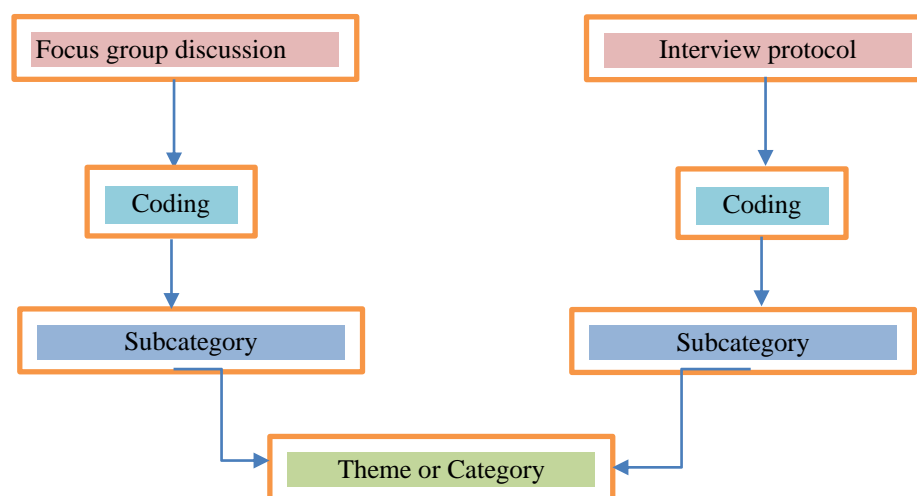 Focus group discussion
Interview protocol
Coding
Coding
Subcategory
Subcategory
Theme or Category